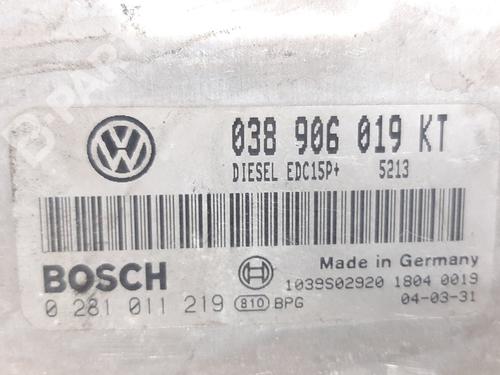 038 906 019 KT
DIESEL EDC15P+ 5213
BOSCH
Made in Germany
0 281 011 219 810 BPG
1039S02920 1804 0019
04-03-31